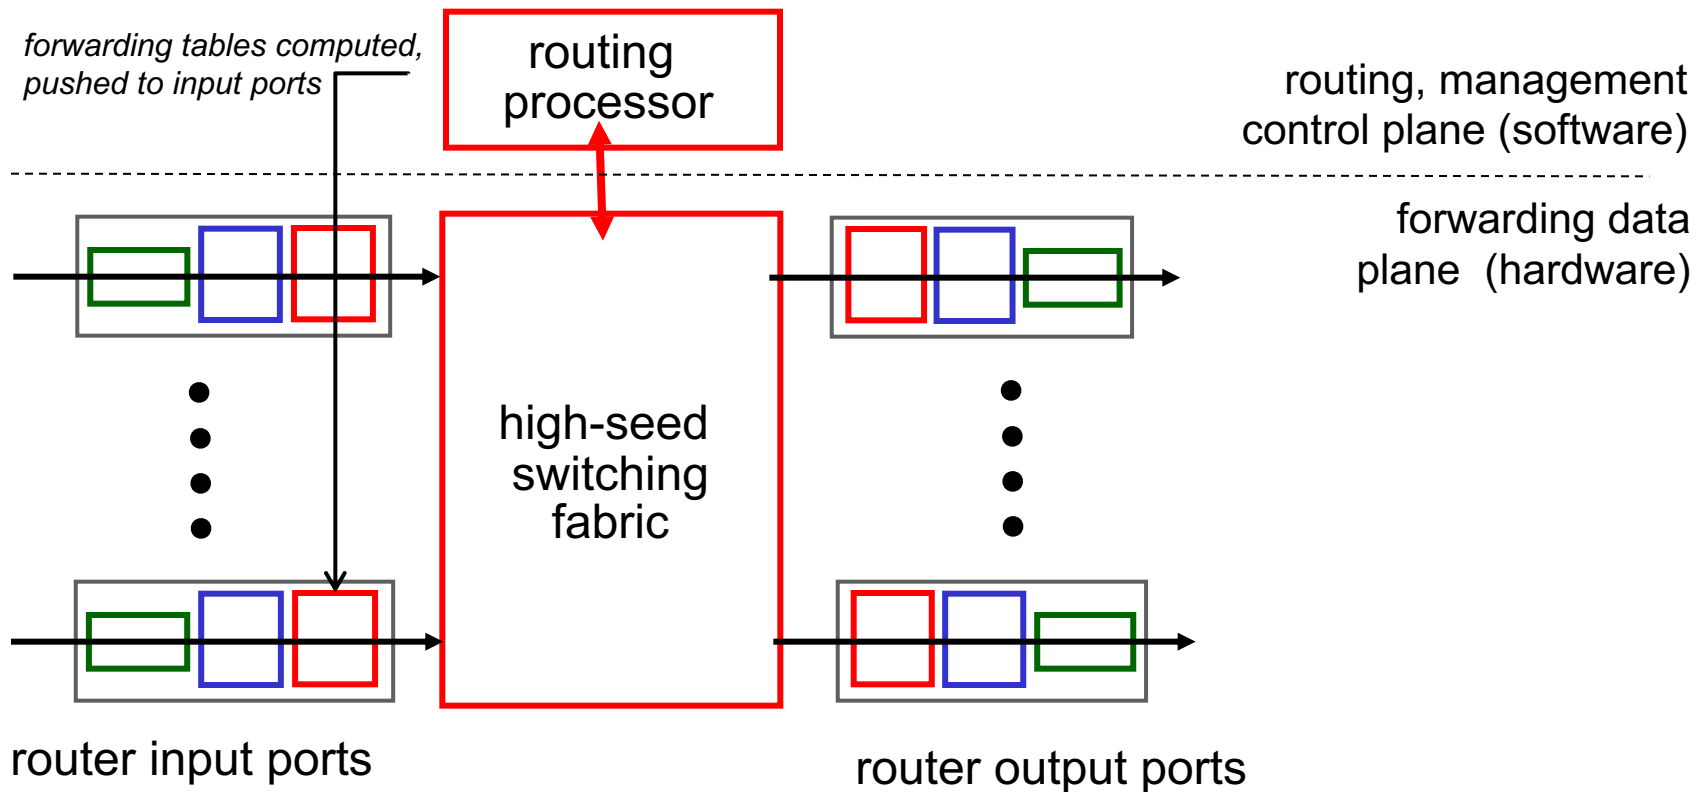 forwarding tables computed,
pushed to input ports
routing
processor
routing, management
control plane (software)
forwarding data
plane (hardware)
high-seed
switching
fabric
router input ports
router output ports